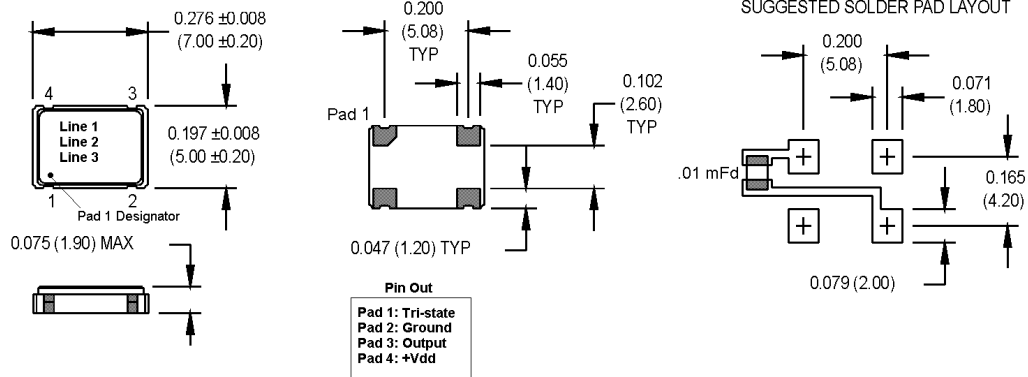 0.276 ±0.008
(7.00 ±0.20)
4
3
Line 1
Line 2
Line 3
0.197 ±0.008
(5.00 ±0.20)
1
2
Pad 1 Designator
0.075 (1.90) MAX
0.200
(5.08)
TYP
0.055
(1.40)
TYP
0.102
(2.60)
TYP
Pad 1
0.047 (1.20) TYP
Pin Out
Pad 1: Tri-state
Pad 2: Ground
Pad 3: Output
Pad 4: +Vdd
SUGGESTED SOLDER PAD LAYOUT
0.200
(5.08)
0.071
(1.80)
.01 mFd
0.165
(4.20)
0.079 (2.00)